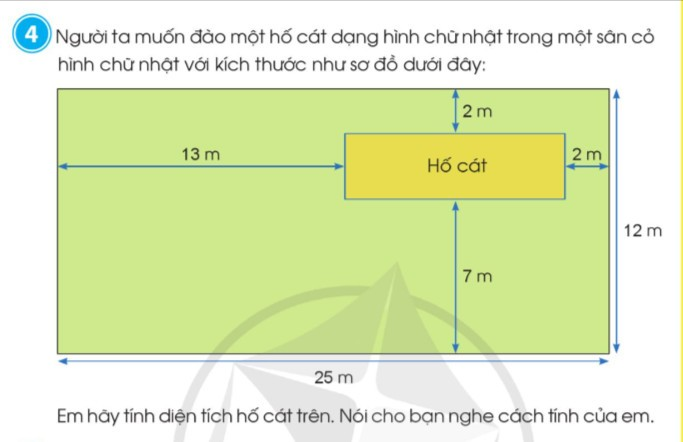 4 Người ta muốn đào một hố cát dạng hình chữ nhật trong một sân cỏ
hình chữ nhật với kích thước như sơ đồ dưới đây:
2 m
13 m
Hố cát
2 m
12 m
7 m
25 m
Em hãy tính diện tích hố cát trên. Nói cho bạn nghe cách tính của em.